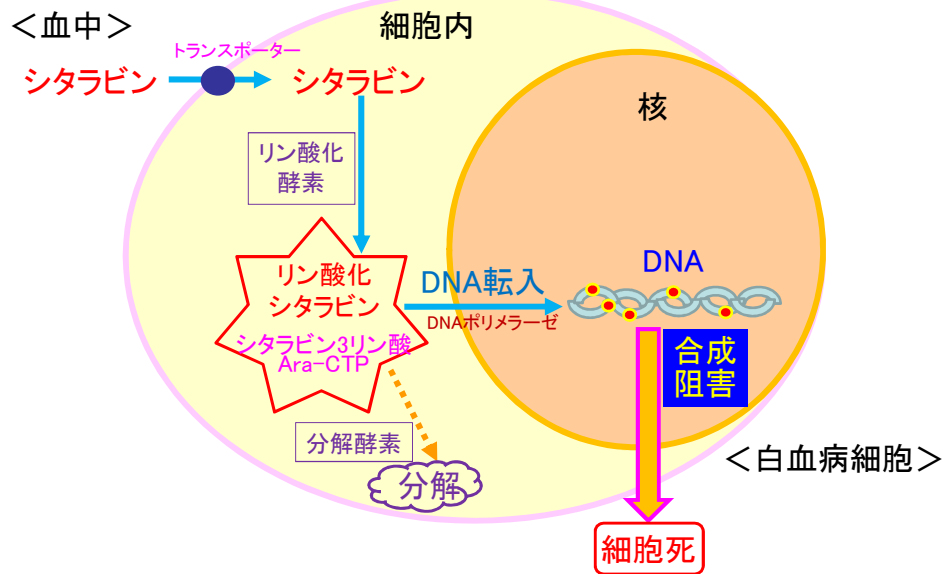 ＜血中＞
細胞内
トランスポーター
シタラビン
シタラビン
核
リン酸化
酵素
リン酸化
シタラビン
シタラビン3リン酸
Ara-CTP
DNA転入
DNAポリメラーゼ
DNA
合成
阻害
分解酵素
分解
＜白血病細胞＞
細胞死